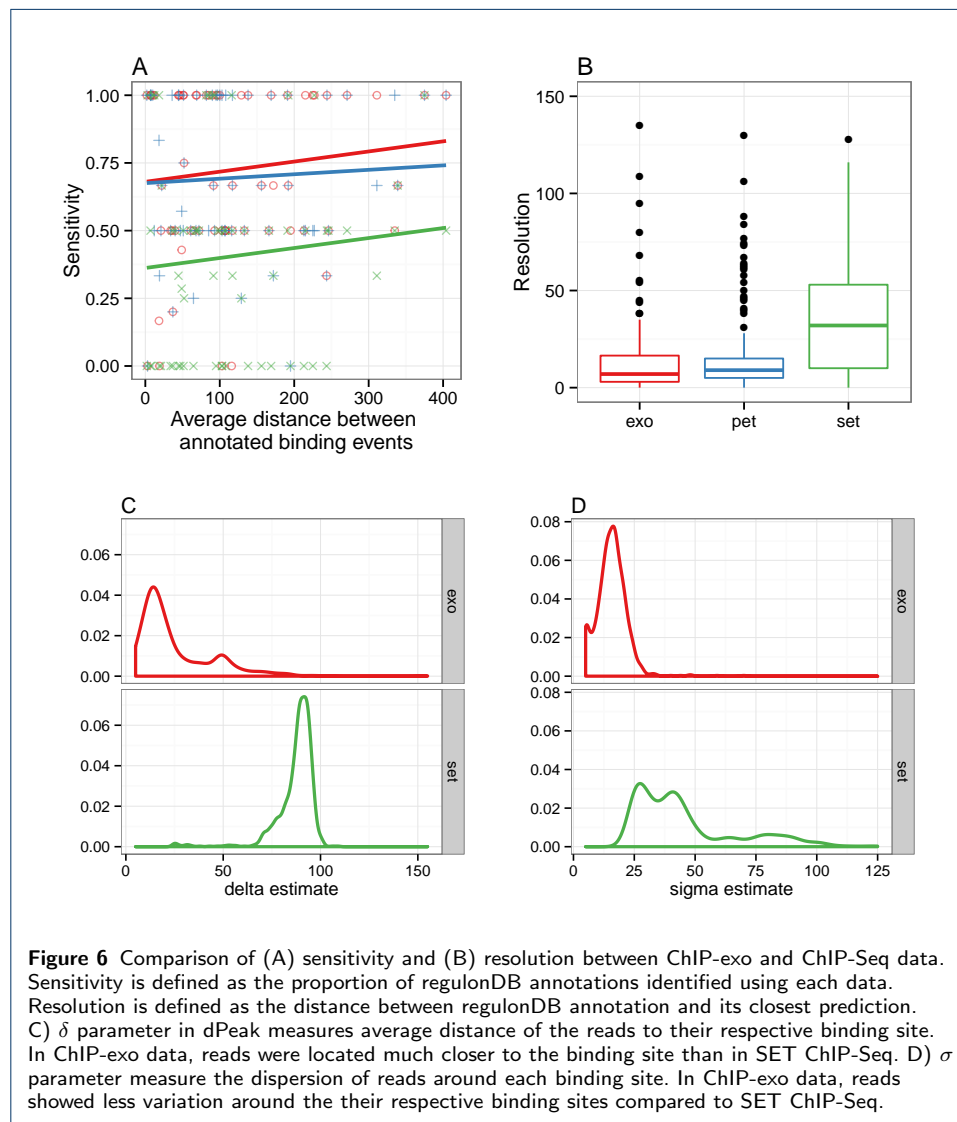 A
1.00
0.75
0.50
0.25
0.00
Sensitivity
0
100
200
300
400
Average distance between
annotated binding events
B
150
100
50
0
Resolution
exo
pet
set
C
0.06
0.04
0.02
0.00
exo
0.06
0.04
0.02
0.00
set
0
50
100
150
delta estimate
D
0.08
0.06
0.04
0.02
0.00
exo
0.08
0.06
0.04
0.02
0.00
set
0
25
50
75
100
125
sigma estimate
Figure 6 Comparison of (A) sensitivity and (B) resolution between ChIP-exo and ChIP-Seq data.
Sensitivity is defined as the proportion of regulonDB annotations identified using each data.
Resolution is defined as the distance between regulonDB annotation and its closest prediction.
C) δ parameter in dPeak measures average distance of the reads to their respective binding site.
In ChIP-exo data, reads were located much closer to the binding site than in SET ChIP-Seq. D) σ
parameter measure the dispersion of reads around each binding site. In ChIP-exo data, reads
showed less variation around the their respective binding sites compared to SET ChIP-Seq.